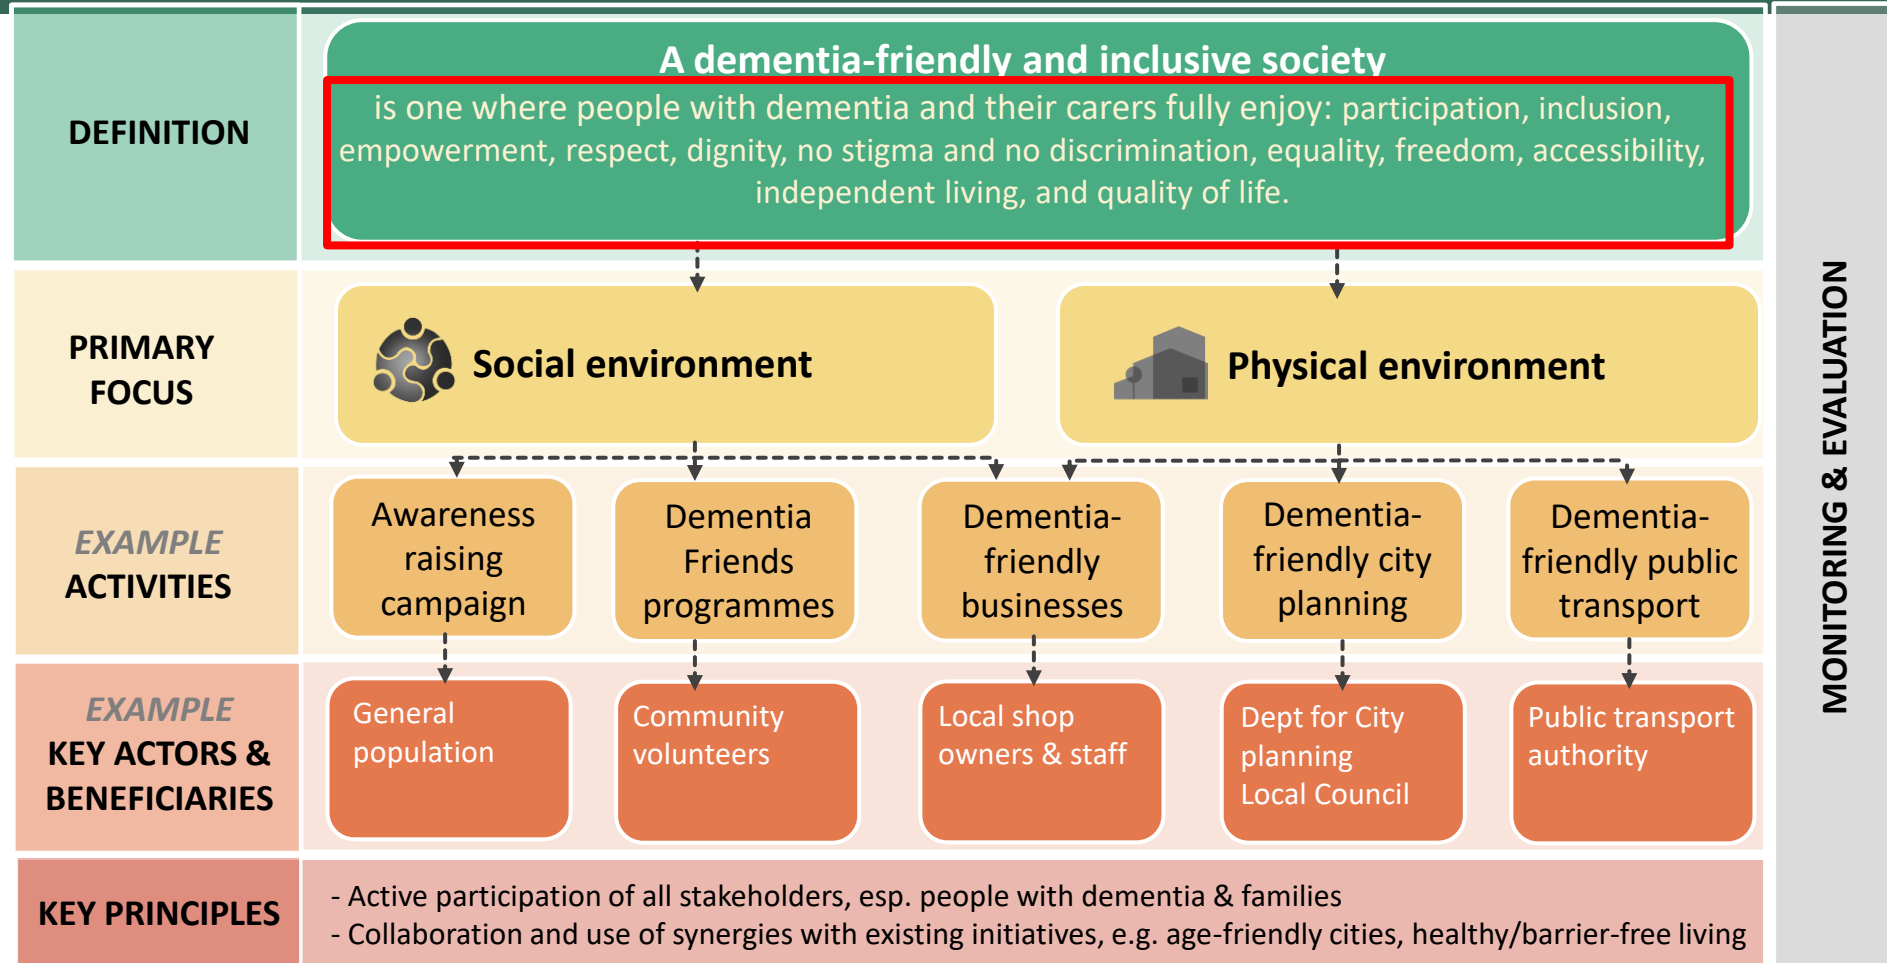 DEFINITION
A dementia-friendly and inclusive society
is one where people with dementia and their carers fully enjoy: participation, inclusion,
empowerment, respect, dignity, no stigma and no discrimination, equality, freedom, accessibility,
independent living, and quality of life.
PRIMARY
FOCUS
Social environment
Physical environment
EXAMPLE
ACTIVITIES
Awareness
raising
campaign
Dementia
Friends
programmes
Dementia-
friendly
businesses
Dementia-
friendly city
planning
Dementia-
friendly public
transport
EXAMPLE
KEY ACTORS &
BENEFICIARIES
General
population
Community
volunteers
Local shop
owners & staff
Dept for City
planning
Local Council
Public transport
authority
KEY PRINCIPLES
- Active participation of all stakeholders, esp. people with dementia & families
- Collaboration and use of synergies with existing initiatives, e.g. age-friendly cities, healthy/barrier-free living
MONITORING & EVALUATION